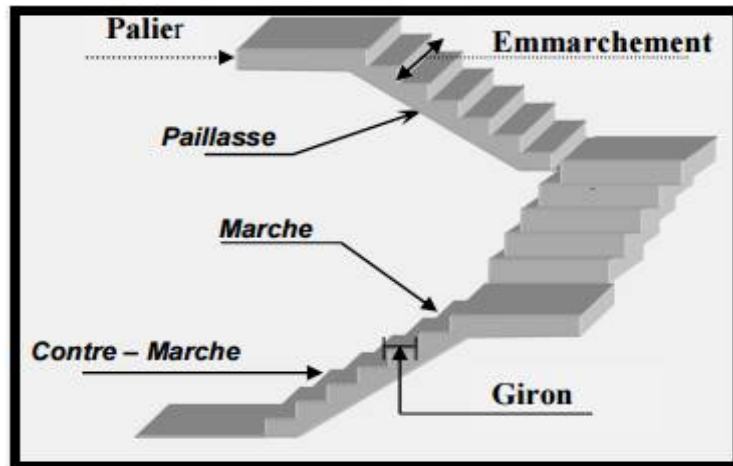 Palier
Emmarchement
Paillasse
Marche
Contre – Marche
Giron